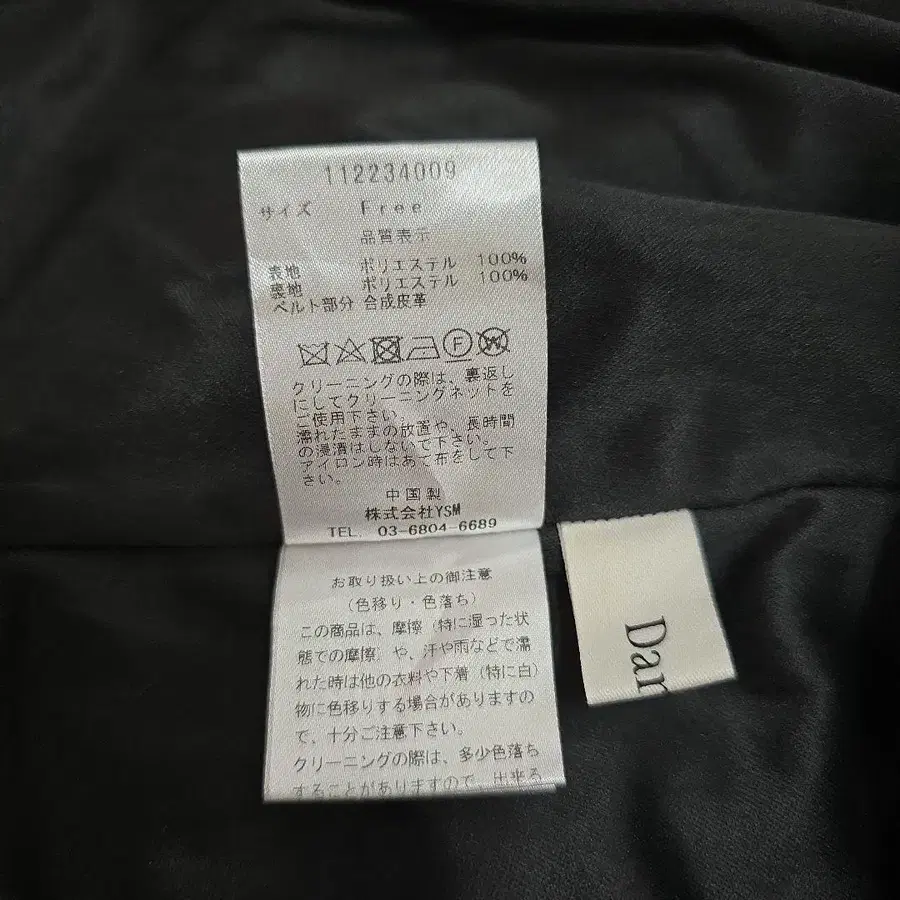 112234009
サイズ Free
品質表示
表地 ポリエステル 100%
裏地 ポリエステル 100%
ベルト部分 合成皮革
F W
クリーニングの際は、裏返し
にしてクリーニングネットを
ご使用下さい。
濡れたままの放置や、長時間
の浸漬はしないで下さい。
アイロン時はあて布をして下
さい。
中国製
株式会社YSM
TEL. 03-6804-6689
お取り扱い上の御注意
(色移り・色落ち)
この商品は、摩擦(特に湿った状
態での摩擦)や、汗や雨などで濡
れた時は他の衣料や下着(特に白)
物に色移りする場合がありますの
で、十分ご注意下さい。
クリーニングの際は、多少色落ち
することがありますので、出来る
Dar